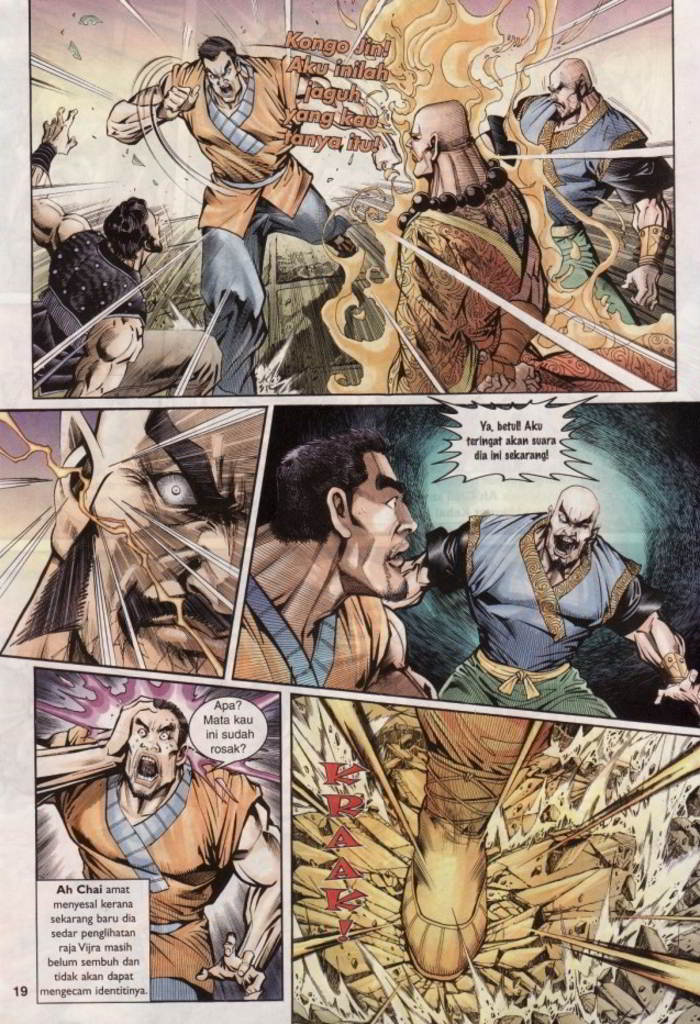 Kongo Jin!
Aku inilah
jaguh
yang kau
tanya itu!
Ya, betul! Aku
teringat akan suara
dia ini sekarang!
Apa?
Mata kau
ini sudah
rosak?
Ah Chai amat
menyesal kerana
sekarang baru dia
sedar penglihatan
raja Vijra masih
belum sembuh dan
tidak akan dapat
mengecam identitinya.
KRAAK!
19